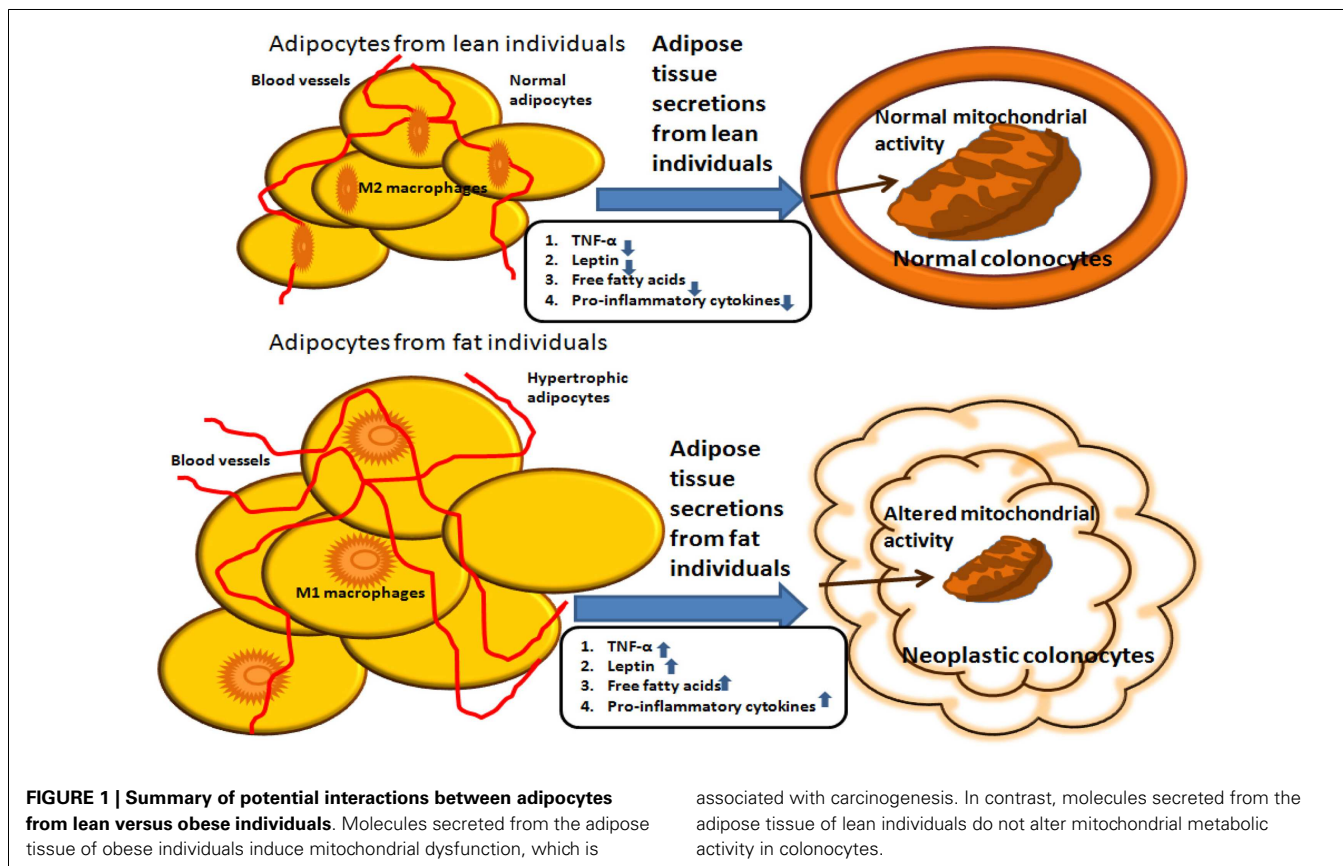 Adipocytes from lean individuals
Blood vessels
Normal
adipocytes
M2 macrophages
Adipose
tissue
secretions
from lean
individuals
1. TNF-α
2. Leptin
3. Free fatty acids
4. Pro-inflammatory cytokines
Normal mitochondrial
activity
Normal colonocytes
Adipocytes from fat individuals
Hypertrophic
adipocytes
Blood vessels
M1 macrophages
Adipose
tissue
secretions
from fat
individuals
1. TNF-α
2. Leptin
3. Free fatty acids
4. Pro-inflammatory cytokines
Altered mitochondrial
activity
Neoplastic colonocytes
FIGURE 1 | Summary of potential interactions between adipocytes
from lean versus obese individuals. Molecules secreted from the adipose
tissue of obese individuals induce mitochondrial dysfunction, which is
associated with carcinogenesis. In contrast, molecules secreted from the
adipose tissue of lean individuals do not alter mitochondrial metabolic
activity in colonocytes.